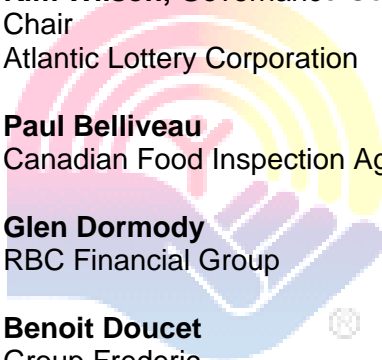 Chair
Atlantic Lottery Corporation
Paul Belliveau
Canadian Food Inspection Ag
Glen Dormody
RBC Financial Group
Benoit Doucet
®